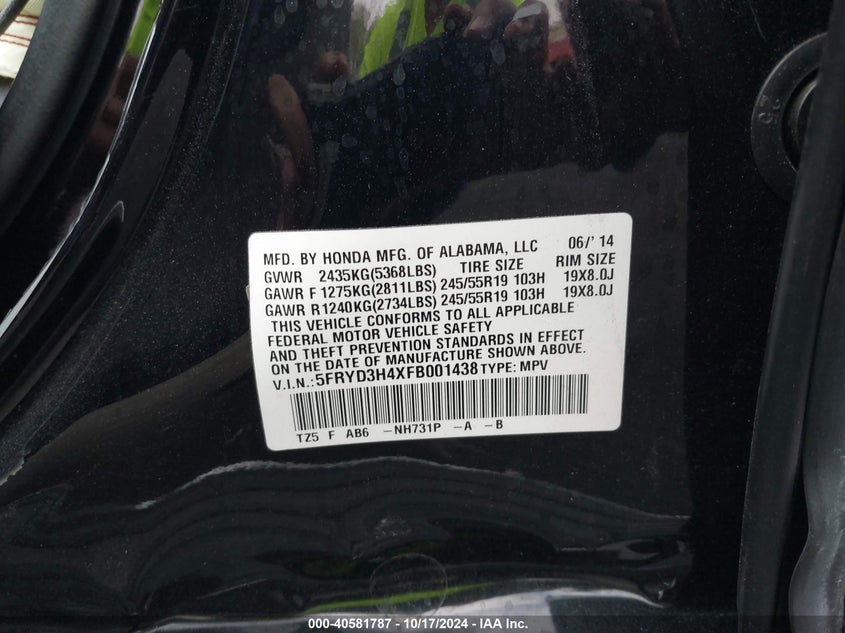 MFD. BY HONDA MFG. OF ALABAMA, LLC 06/' 14
GVWR 2435KG(5368LBS) TIRE SIZE RIM SIZE
GAWR F 1275KG(2811LBS) 245/55R19 103H 19X8.0J
GAWR R1240KG(2734LBS) 245/55R19 103H 19X8.0J
THIS VEHICLE CONFORMS TO ALL APPLICABLE
FEDERAL MOTOR VEHICLE SAFETY
AND THEFT PREVENTION STANDARDS IN EFFECT
ON THE DATE OF MANUFACTURE SHOWN ABOVE.
V.I.N.:5FRYD3H4XFB001438 TYPE: MPV
TZ5 F AB6 -NH731P -A -B
25
000-40581787 - 10/17/2024 - IAA Inc.